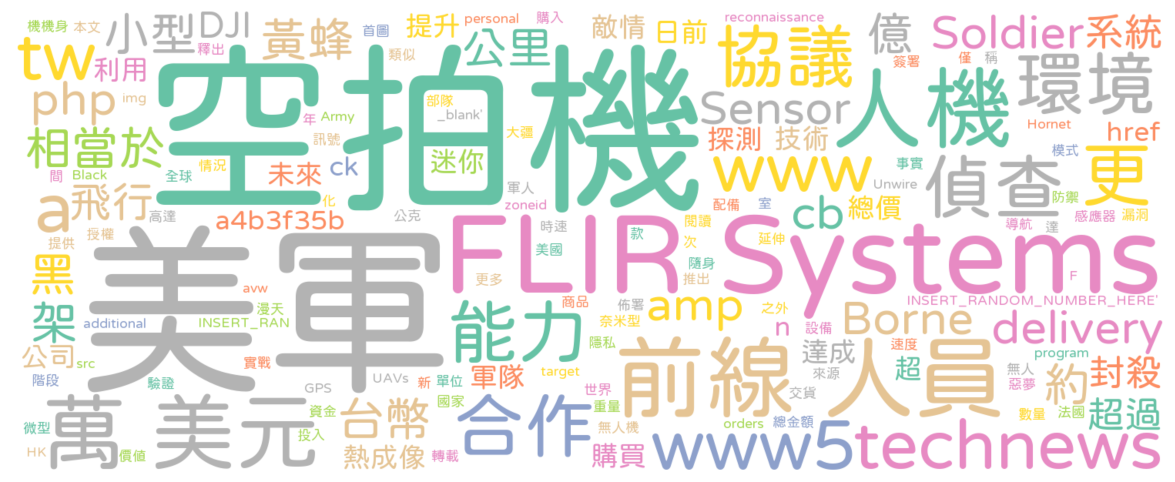 機機身 本文 小型 DJI 首圖 personal 購入 reconnaissance
釋出 黃蜂 提升 類似 公里 敵情 日前 協議 億 Soldier 系統
tw 利用 簽署 僅 稱
php img 空拍機 部隊 _blank' Sensor 人機 環境
年 Army 訊號 大疆 探測 技術 Hornet href
相當於 情況 迷你 www 事實 模式 更
間 Black 全球 未來 ck 軍人 Unwire 偵查 防禦
a 飛行 化 zoneid 配備 室 cb 總價 感應器 漏洞
高達 a4b3f35b 公克 時速 款 閱讀 延伸 導航 達
提供 授權 美國 次 隨身
黑 美軍 FLIR Systems 更多 推出 F
avw 商品 amp 之外 INSERT_RANDOM_NUMBER_HERE'
架 additional 漫天 INSERT_RAN 能力 佈署 奈米型 n 設備 Borne delivery
公司 src 實戰 隱私 達成 速度 program
階段 驗證 GPS UAVs 新 單位 軍隊 target 前線人員 來源 超 無人 惡夢 封殺
萬 美元 資金 國家 世界 重量 交貨 約
微型 投入 台幣 合作 無人機 orders 總金額 數量 法國 超過
HK 價值 熱成像 轉載 購買 www5 technews